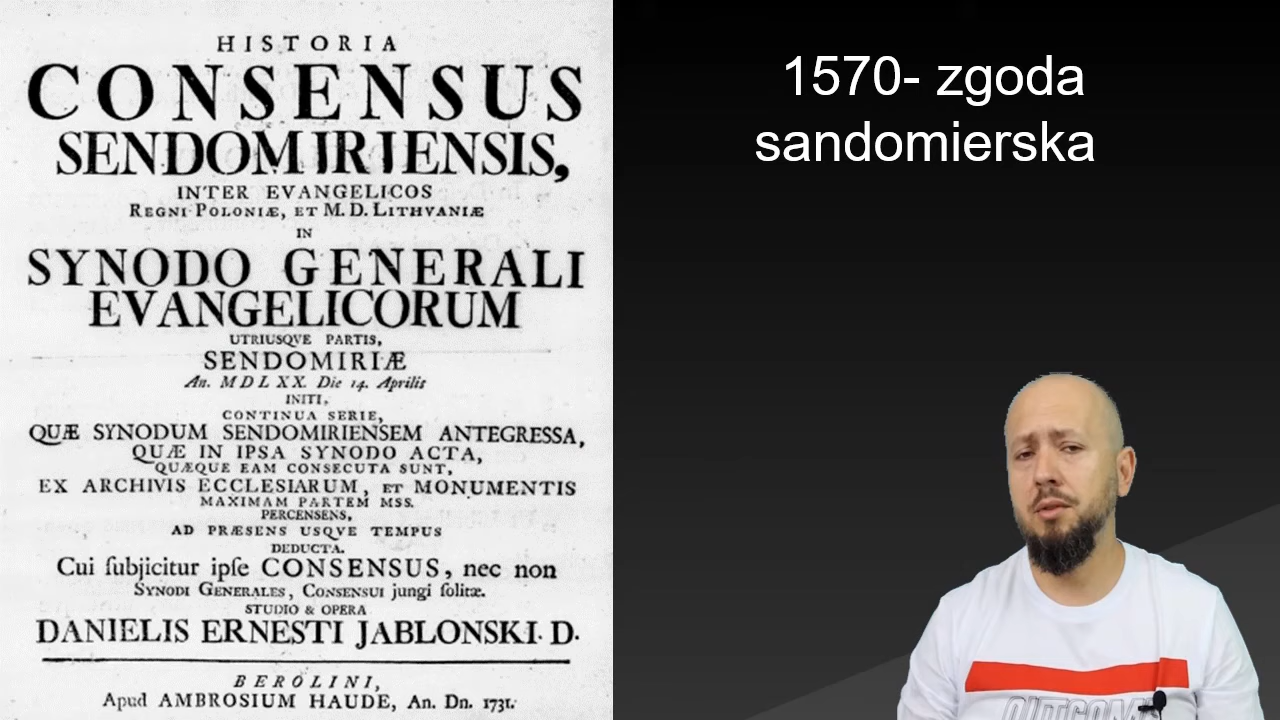 HISTORIA
CONSENSUS
SENDOMIRIENSIS,
INTER EVANGELICOS
REGNI POLONIÆ, ET M. D. LITHVANIÆ
IN
SYNODO GENERALI
EVANGELICORUM
UTRIUSQVE PARTIS,
SENDOMIRIÆ
An. MDLXX. Die 14. Aprilis
INITI,
CONTINUA SERIE,
QUÆ SYNODUM SENDOMIRIENSEM ANTEGRESSA,
QUÆ IN IPSA SYNODO ACTA,
QUÆQUE EAM CONSECUTA SUNT,
EX ARCHIVIS ECCLESIARUM, ET MONUMENTIS
MAXIMAM PARTEM MSS.
PERCENSENS,
AD PRÆSENS USQVE TEMPUS
DEDUCTA.
Cui ſubjicitur ipſe CONSENSUS, nec non
SYNODI GENERALES, CONSENSUI jungi ſolitæ.
STUDIO & OPERA
DANIELIS ERNESTI JABLONSKI. D.
BEROLINI,
Apud AMBROSIUM HAUDE, An. Dn. 1731.
1570- zgoda
sandomierska
OUTCOME